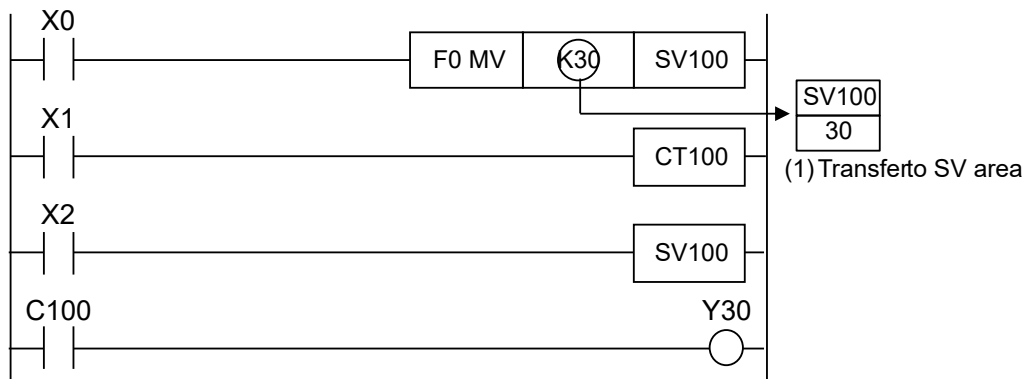 X0
F0 MV K30 SV100
SV100
30
(1) Transferto SV area
X1
CT100
X2
SV100
C100 Y30